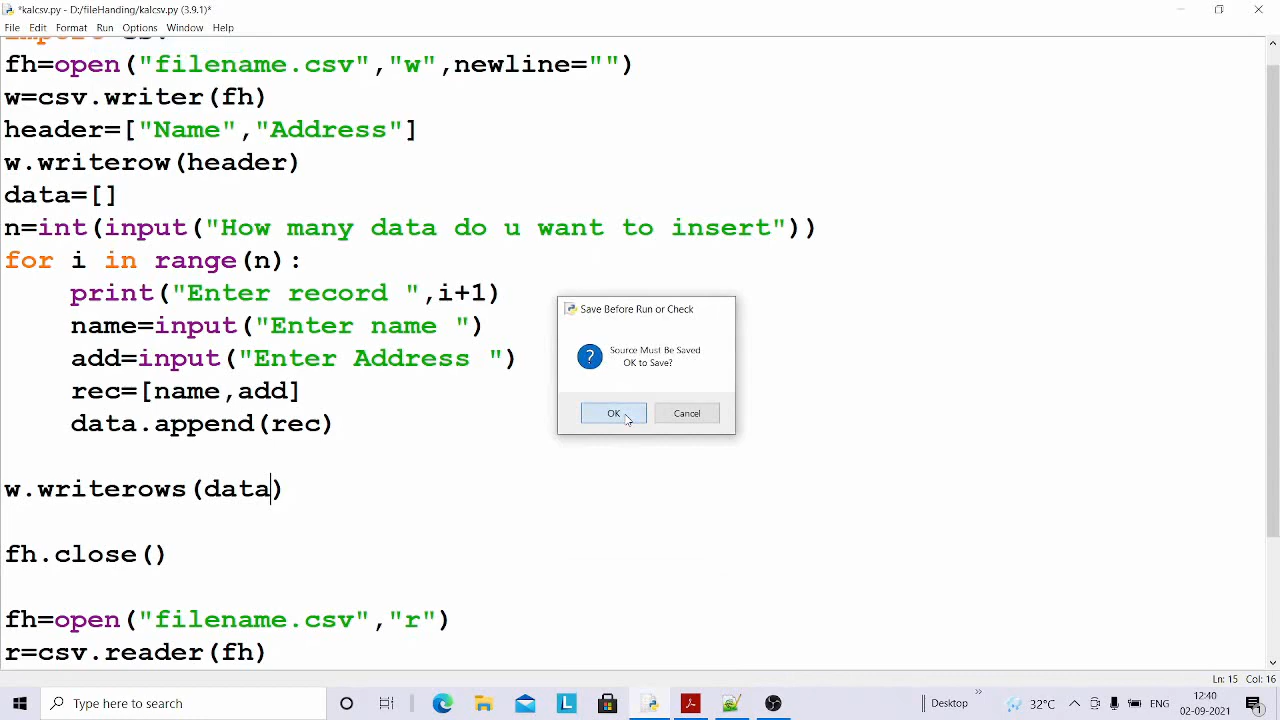 *kalcsv.py - D:/fileHanding/kalcsv.py (3.9.1)*
File Edit Format Run Options Window Help
import csv
fh=open("filename.csv","w",newline="")
w=csv.writer(fh)
header=["Name","Address"]
w.writerow(header)
data=[]
n=int(input("How many data do u want to insert"))
for i in range(n):
    print("Enter record ",i+1)
    name=input("Enter name ")
    add=input("Enter Address ")
    rec=[name,add]
    data.append(rec)
w.writerows(data)
fh.close()
fh=open("filename.csv","r")
r=csv.reader(fh)
Save Before Run or Check
Source Must Be Saved
OK to Save?
OK Cancel
Ln: 15 Col: 16
Type here to search
L
Desktop
32°C
ENG
12:40
02-09-2021
1